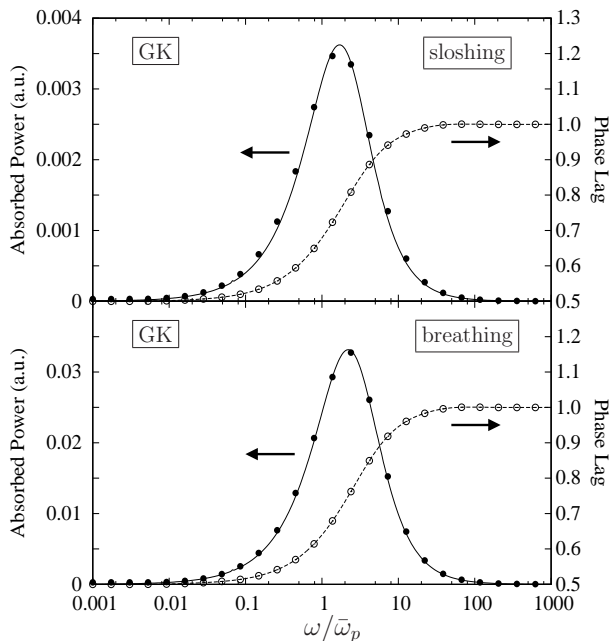 GK
sloshing
Absorbed Power (a.u.)
0.004
0.003
0.002
0.001
0
1.3
1.2
1.1
1.0
0.9
0.8
0.7
0.6
0.5
Phase Lag
GK
breathing
Absorbed Power (a.u.)
0.03
0.02
0.01
0
1.2
1.1
1.0
0.9
0.8
0.7
0.6
0.5
Phase Lag
0.001 0.01 0.1 1 10 100 1000
ω/ω̄ₚ